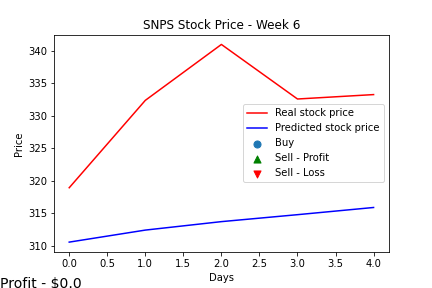 SNPS Stock Price - Week 6
340
335
330
325
320
315
310
Price
Real stock price
Predicted stock price
Buy
Sell - Profit
Sell - Loss
0.0 0.5 1.0 1.5 2.0 2.5 3.0 3.5 4.0
Days
Profit - $0.0